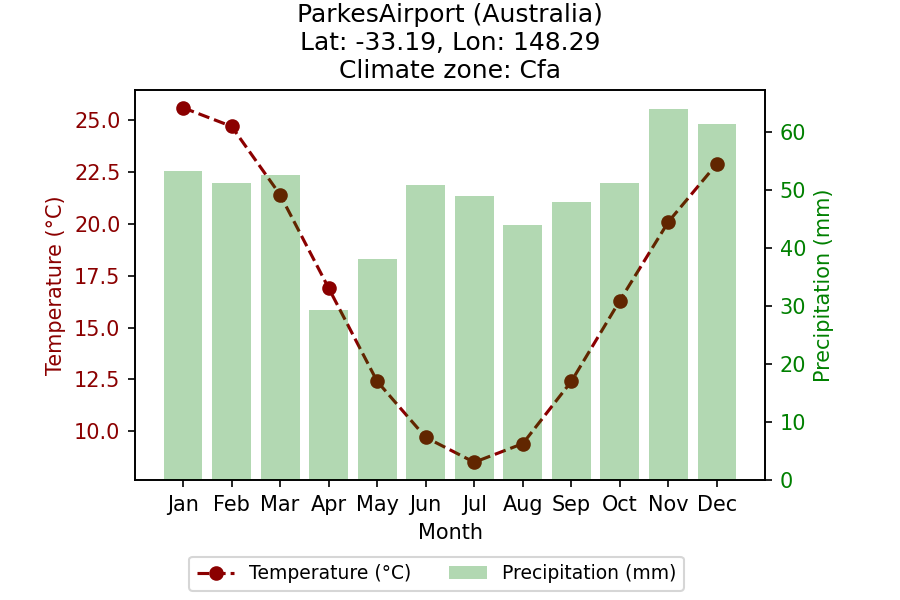 ParkesAirport (Australia)
Lat: -33.19, Lon: 148.29
Climate zone: Cfa
Temperature (°C)
25.0
22.5
20.0
17.5
15.0
12.5
10.0
60
50
40
30
20
10
0
Precipitation (mm)
Jan Feb Mar Apr May Jun Jul Aug Sep Oct Nov Dec
Month
Temperature (°C) Precipitation (mm)